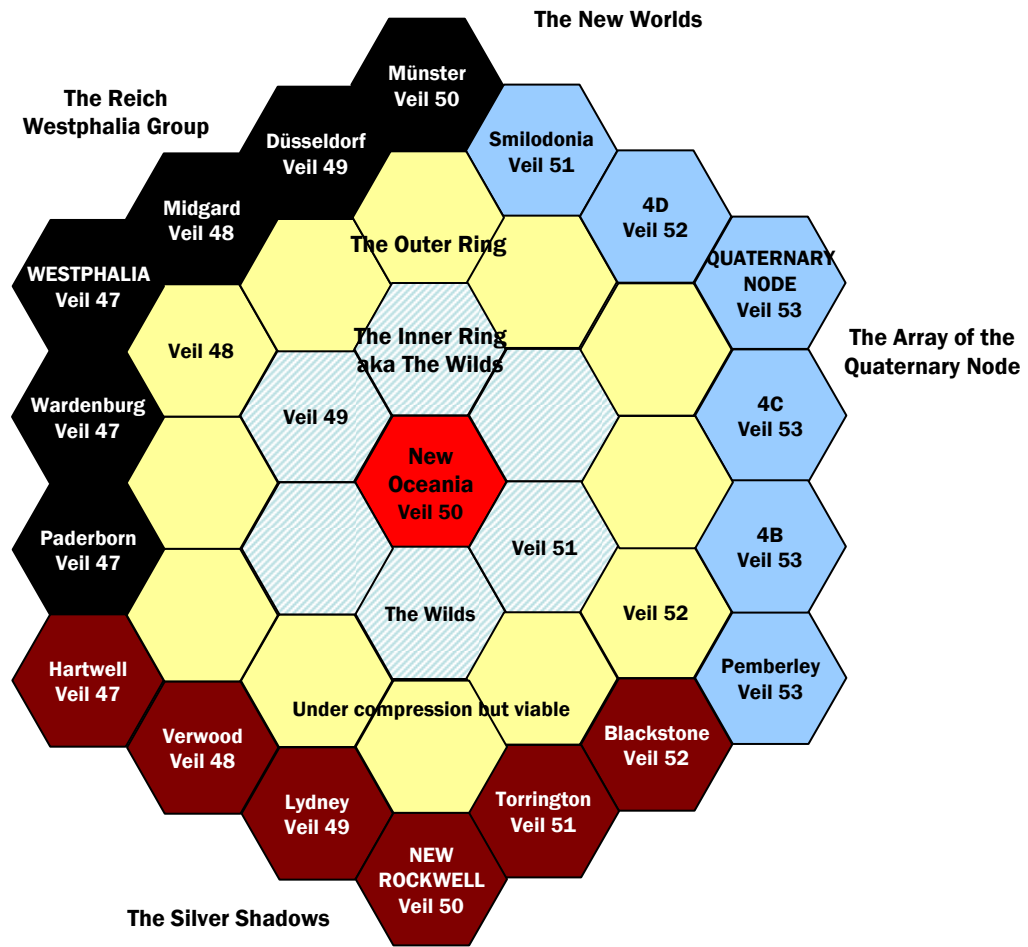 The New Worlds
Münster
Veil 50
The Reich
Westphalia Group
Düsseldorf
Veil 49
Smilodonia
Veil 51
Midgard
Veil 48
4D
Veil 52
The Outer Ring
WESTPHALIA
Veil 47
QUATERNARY
NODE
Veil 53
The Inner Ring
aka The Wilds
Veil 48
The Array of the
Quaternary Node
Wardenburg
Veil 47
Veil 49
4C
Veil 53
New
Oceania
Veil 50
Paderborn
Veil 47
Veil 51
4B
Veil 53
The Wilds
Veil 52
Hartwell
Veil 47
Pemberley
Veil 53
Under compression but viable
Verwood
Veil 48
Blackstone
Veil 52
Lydney
Veil 49
Torrington
Veil 51
NEW
ROCKWELL
Veil 50
The Silver Shadows